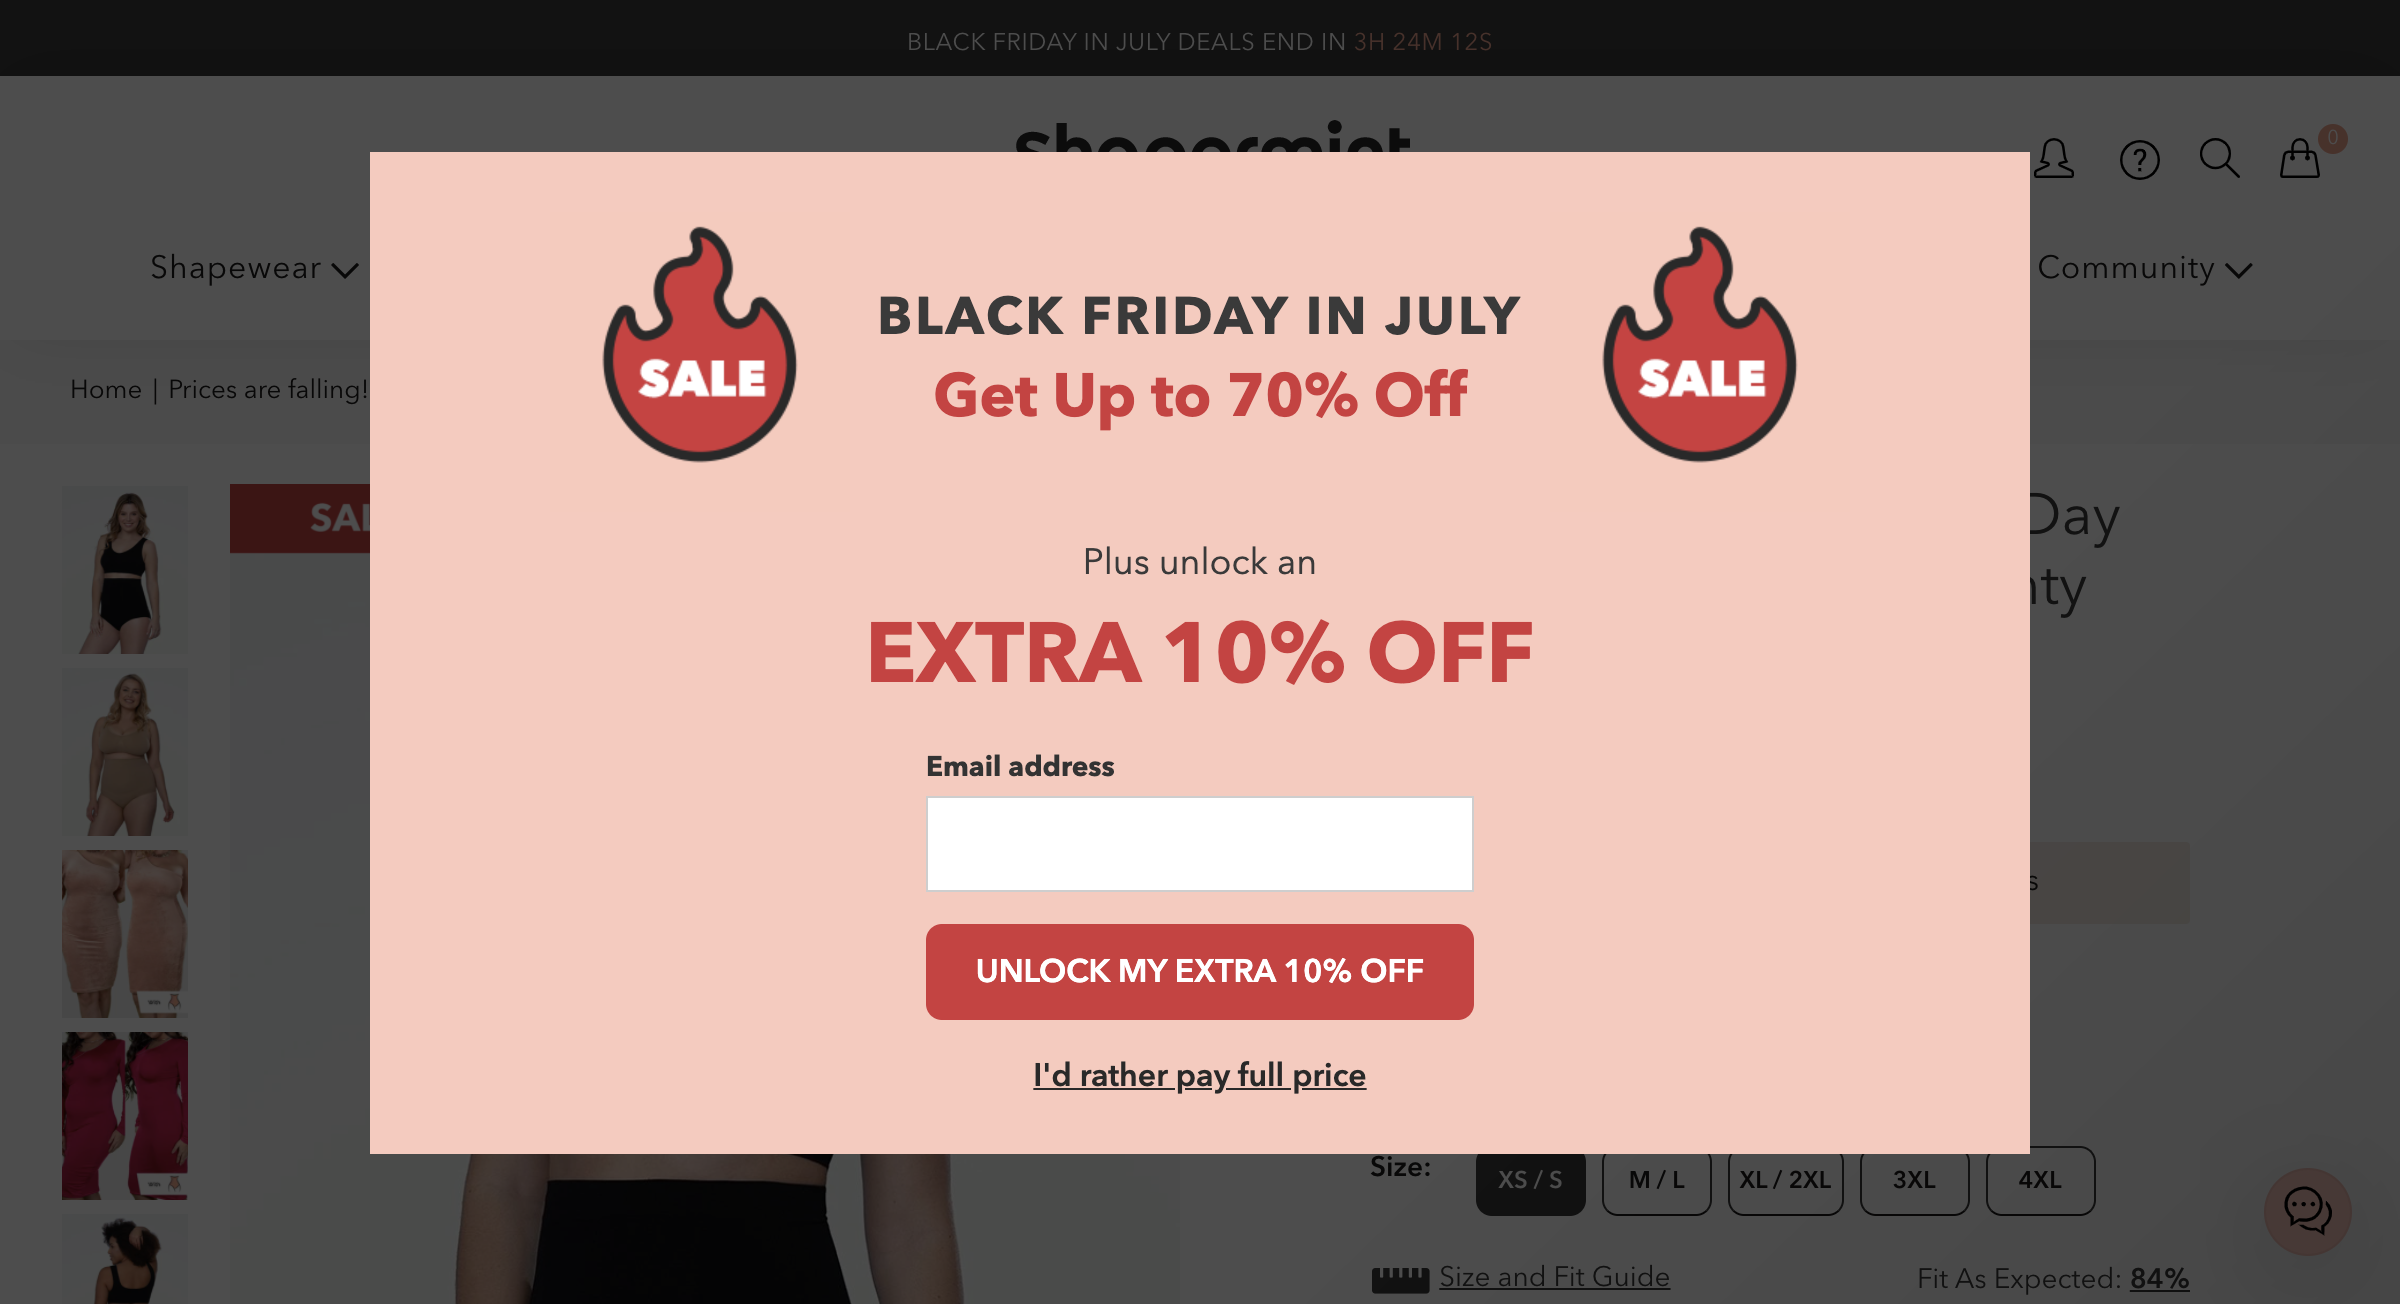 BLACK FRIDAY IN JULY DEALS END IN 3H 24M 12S
0
Shapewear
Community
Home | Prices are falling!
SALE
BLACK FRIDAY IN JULY
Get Up to 70% Off
SALE
Day
Plus unlock an
EXTRA 10% OFF
Email address
UNLOCK MY EXTRA 10% OFF
I'd rather pay full price
Size:
XS / S
M / L
XL / 2XL
3XL
4XL
Size and Fit Guide
Fit As Expected: 84%